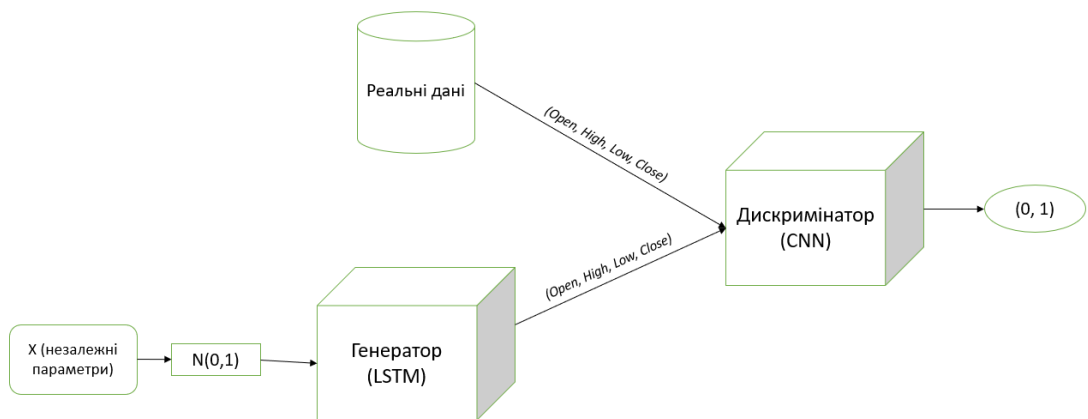 Реальні дані
(Open, High, Low, Close)
Дискримінатор
(CNN)
(0, 1)
(Open, High, Low, Close)
X (незалежні
параметри)
N(0,1)
Генератор
(LSTM)